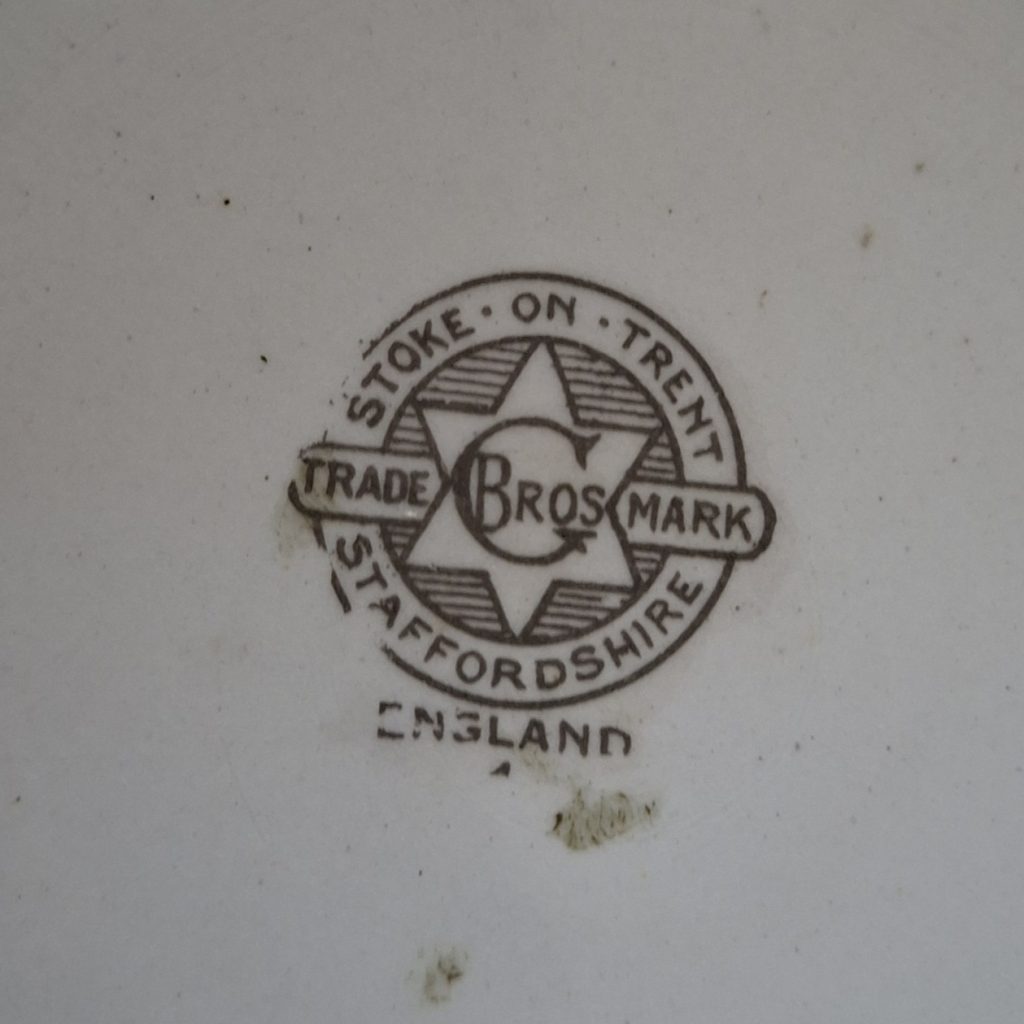 STOKE · ON · TRENT
TRADE G BROS MARK
STAFFORDSHIRE
ENGLAND